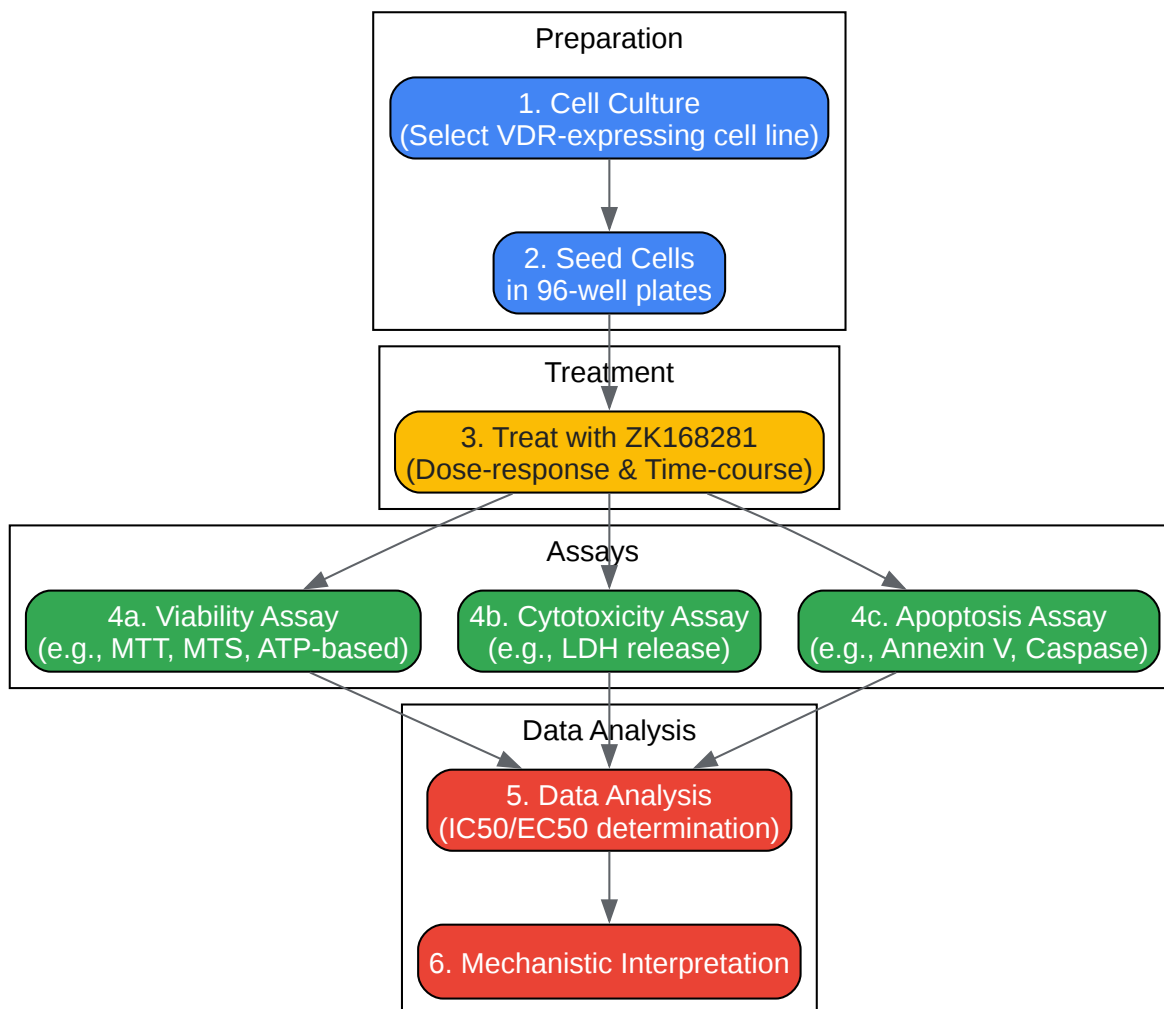 Preparation
1. Cell Culture
(Select VDR-expressing cell line)
2. Seed Cells
in 96-well plates
Treatment
3. Treat with ZK168281
(Dose-response & Time-course)
Assays
4a. Viability Assay
(e.g., MTT, MTS, ATP-based)
4b. Cytotoxicity Assay
(e.g., LDH release)
4c. Apoptosis Assay
(e.g., Annexin V, Caspase)
Data Analysis
5. Data Analysis
(IC50/EC50 determination)
6. Mechanistic Interpretation